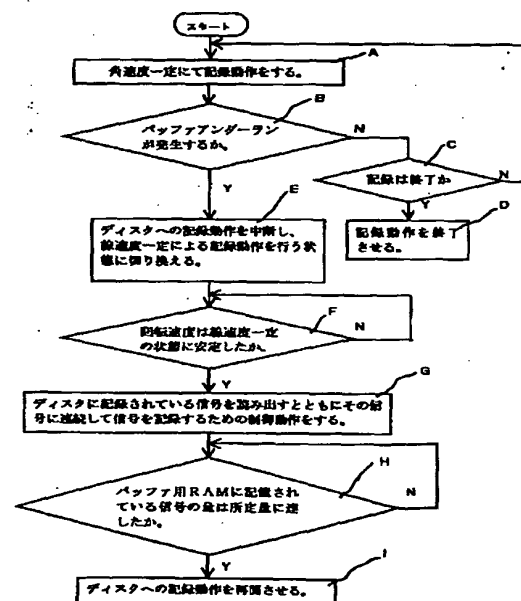 スタート
A
角速度一定にて記録動作をする。
B
バッファアンダーラン
が発生するか。
N
C
記録は終了か
N
Y
Y
D
記録動作を終了
させる。
E
ディスクへの記録動作を中断し、
線速度一定による記録動作を行う状
態に切り換える。
F
回転速度は線速度一定
の状態に安定したか。
N
Y
G
ディスクに記録されている信号を読み出すとともにその信
号に連続して信号を記録するための制御動作をする。
H
バッファ用RAMに記憶され
ている信号の量は所定量に達
したか。
N
Y
I
ディスクへの記録動作を再開させる。